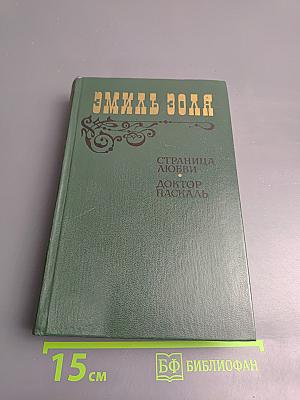 ЭМИЛЬ ЗОЛЯ
СТРАНИЦА
ЛЮБВИ
ДОКТОР
ПАСКАЛЬ
15 см
БФ БИБЛИОФАН